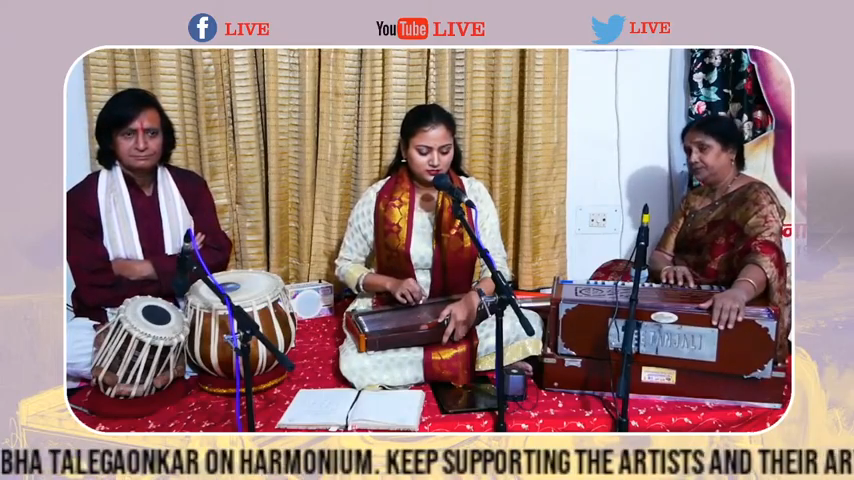 LIVE
YouTube LIVE
LIVE
BHA TALEGAONKAR ON HARMONIUM. KEEP SUPPORTING THE ARTISTS AND THEIR AR